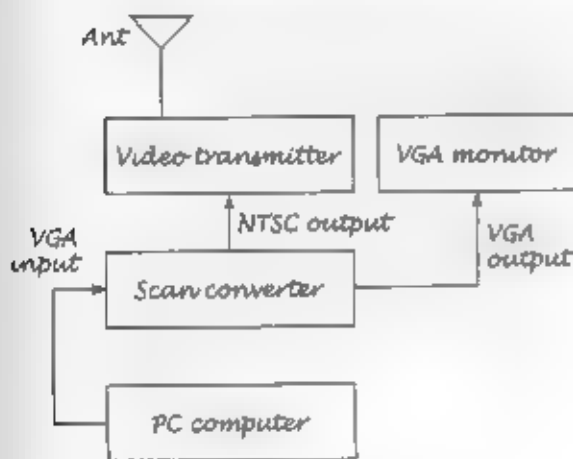 Ant
Video transmitter
VGA monitor
NTSC output
VGA
input
VGA
output
Scan converter
PC computer